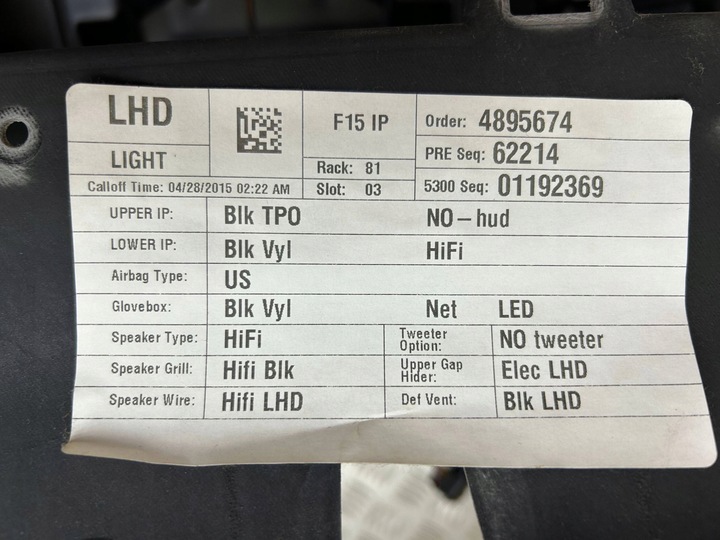 LHD
F15 IP
Order: 4895674
LIGHT
PRE Seq: 62214
Rack: 81
Calloff Time: 04/28/2015 02:22 AM
Slot: 03
5300 Seq: 01192369
UPPER IP: Blk TPO NO-hud
LOWER IP: Blk Vyl HiFi
Airbag Type: US
Glovebox: Blk Vyl Net LED
Speaker Type: HiFi Tweeter Option: NO tweeter
Speaker Grill: Hifi Blk Upper Gap Hider: Elec LHD
Speaker Wire: Hifi LHD Def Vent: Blk LHD